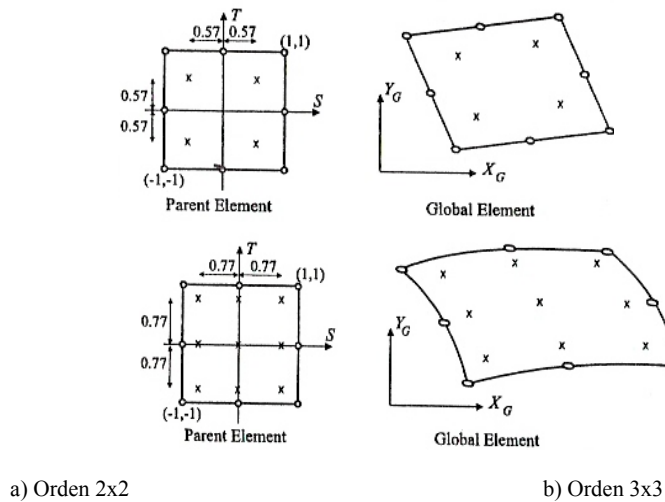 T
0.57 0.57
(1,1)
0.57
S
0.57
(-1,-1)
Parent Element
Y_G
X_G
Global Element
T
0.77 0.77
(1,1)
0.77
S
0.77
(-1,-1)
Parent Element
Y_G
X_G
Global Element
a) Orden 2x2 b) Orden 3x3